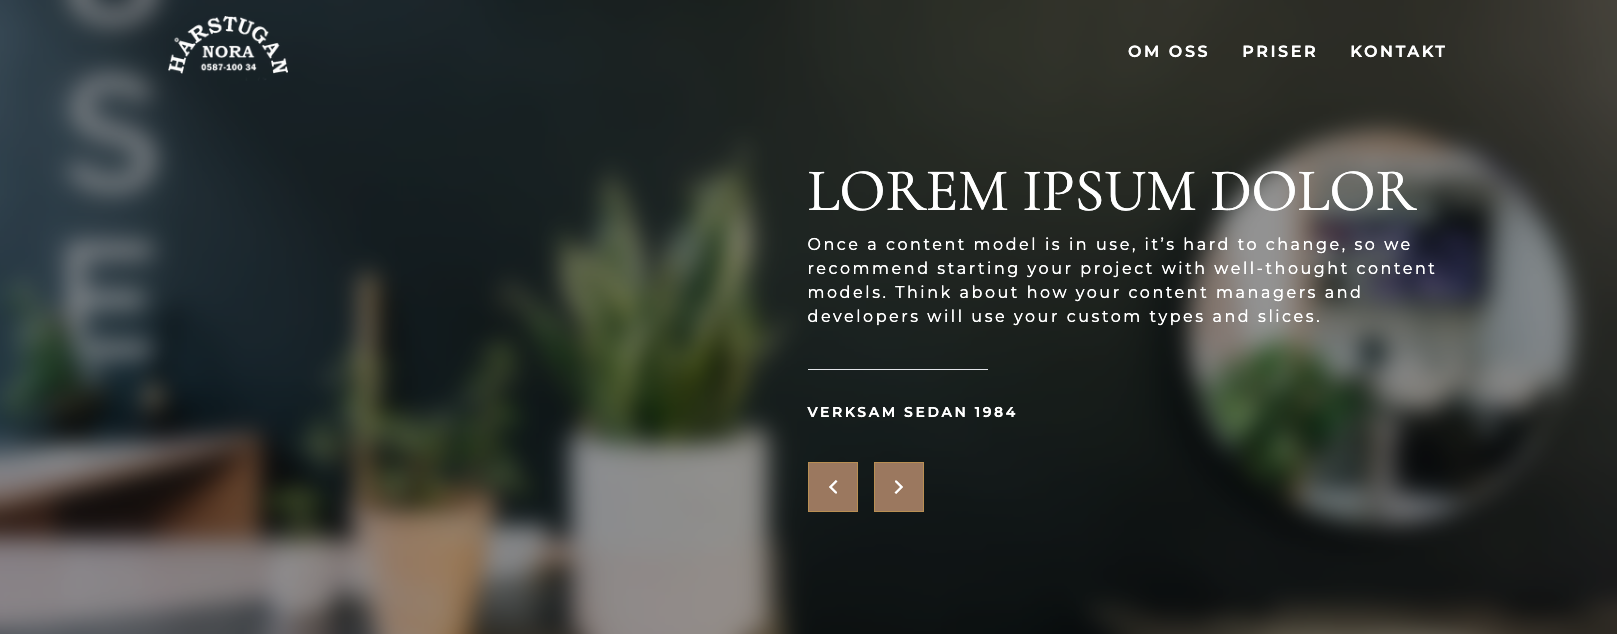 HÅRSTUGAN
NORA
0587-100 34
OM OSS PRISER KONTAKT
LOREM IPSUM DOLOR
Once a content model is in use, it's hard to change, so we
recommend starting your project with well-thought content
models. Think about how your content managers and
developers will use your custom types and slices.
VERKSAM SEDAN 1984